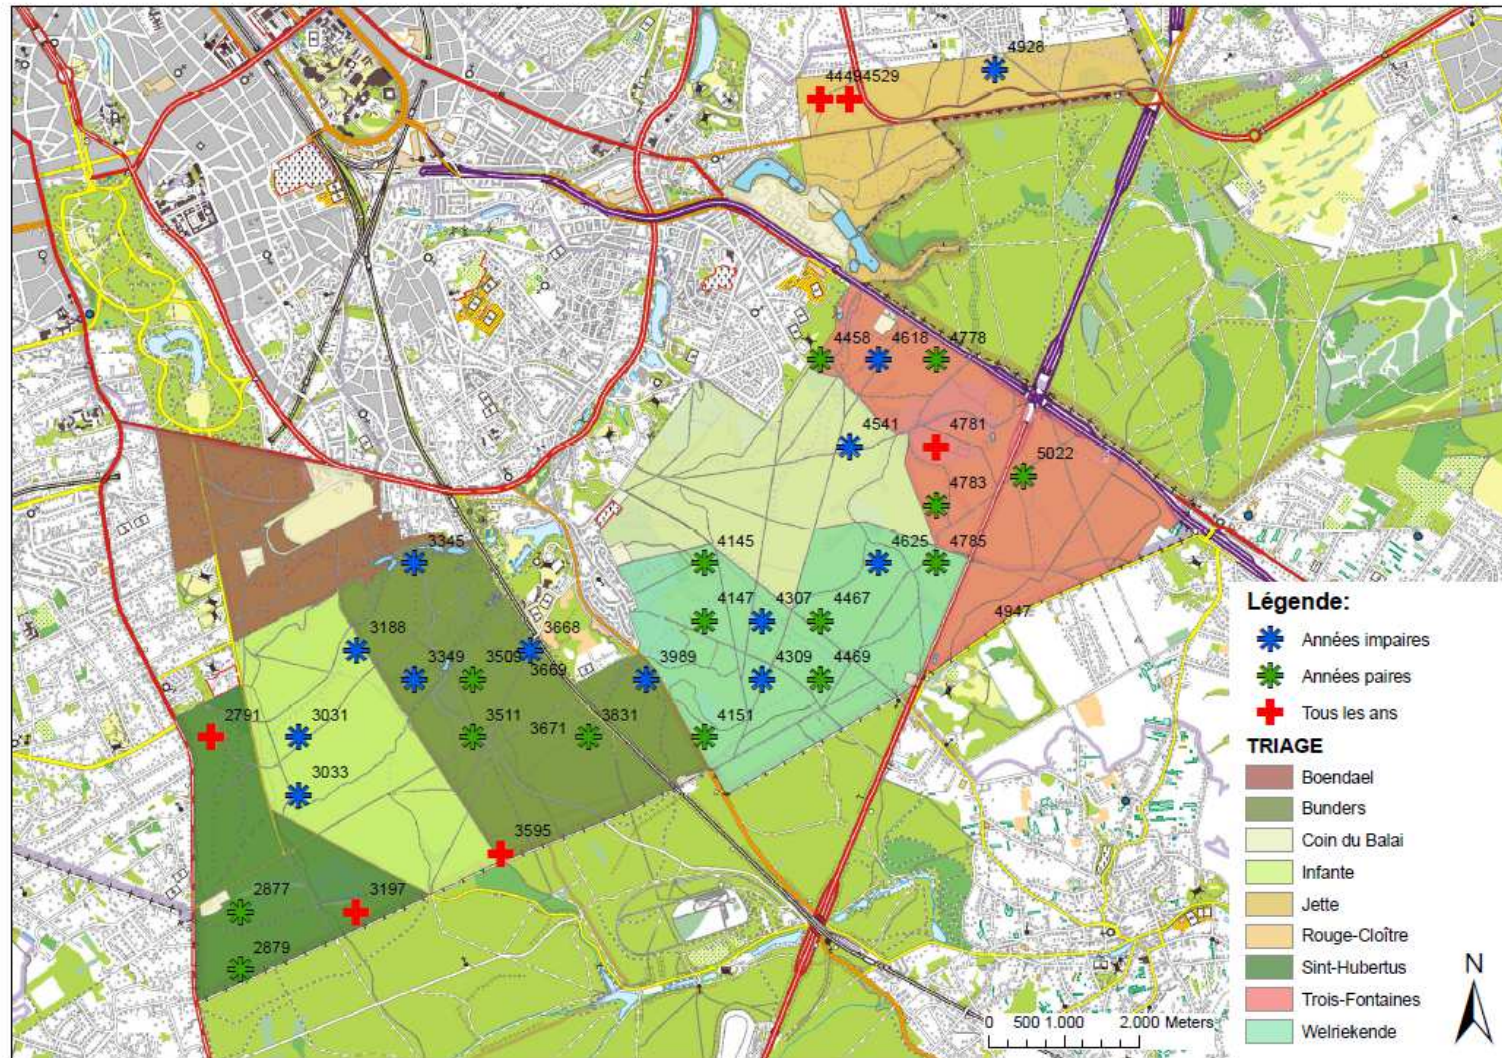 4928
44494529
4458
4618
4778
4541
4781
5022
4783
3345
4145
4625
4785
4147
4307
4467
4947
3188
3668
3349
3509
3669
3989
4309
4469
2791
3031
3511
3671
3831
4151
3033
3595
2877
3197
2879
Légende:
Années impaires
Années paires
Tous les ans
TRIAGE
Boendael
Bunders
Coin du Balai
Infante
Jette
Rouge-Cloître
Sint-Hubertus
Trois-Fontaines
Welriekende
N
0 500 1.000 2.000 Meters